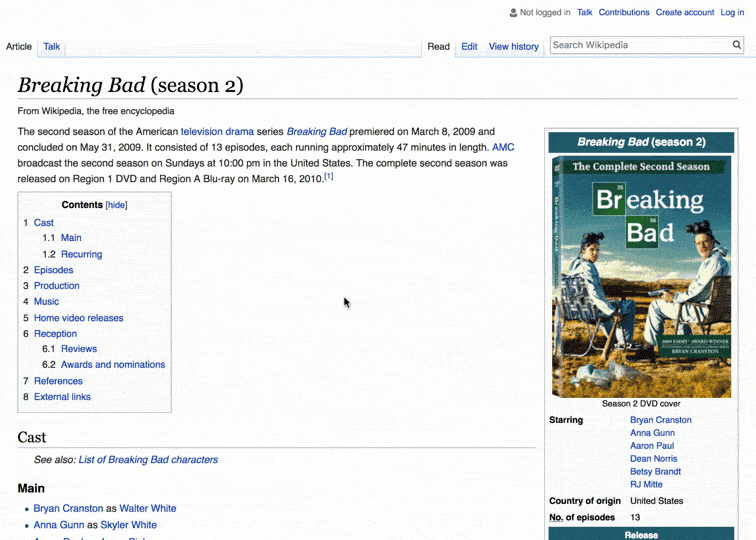 Not logged in Talk Contributions Create account Log in
Article Talk Read Edit View history Search Wikipedia
Breaking Bad (season 2)
From Wikipedia, the free encyclopedia
The second season of the American television drama series Breaking Bad premiered on March 8, 2009 and
concluded on May 31, 2009. It consisted of 13 episodes, each running approximately 47 minutes in length. AMC
broadcast the second season on Sundays at 10:00 pm in the United States. The complete second season was
released on Region 1 DVD and Region A Blu-ray on March 16, 2010.[1]
Contents [hide]
1 Cast
1.1 Main
1.2 Recurring
2 Episodes
3 Production
4 Music
5 Home video releases
6 Reception
6.1 Reviews
6.2 Awards and nominations
7 References
8 External links
Cast
See also: List of Breaking Bad characters
Main
• Bryan Cranston as Walter White
• Anna Gunn as Skyler White
Breaking Bad (season 2)
The Complete Second Season
Breaking
Bad
2009 EMMY AWARD WINNER
BRYAN CRANSTON
Season 2 DVD cover
Starring Bryan Cranston
Anna Gunn
Aaron Paul
Dean Norris
Betsy Brandt
RJ Mitte
Country of origin United States
No. of episodes 13
Release